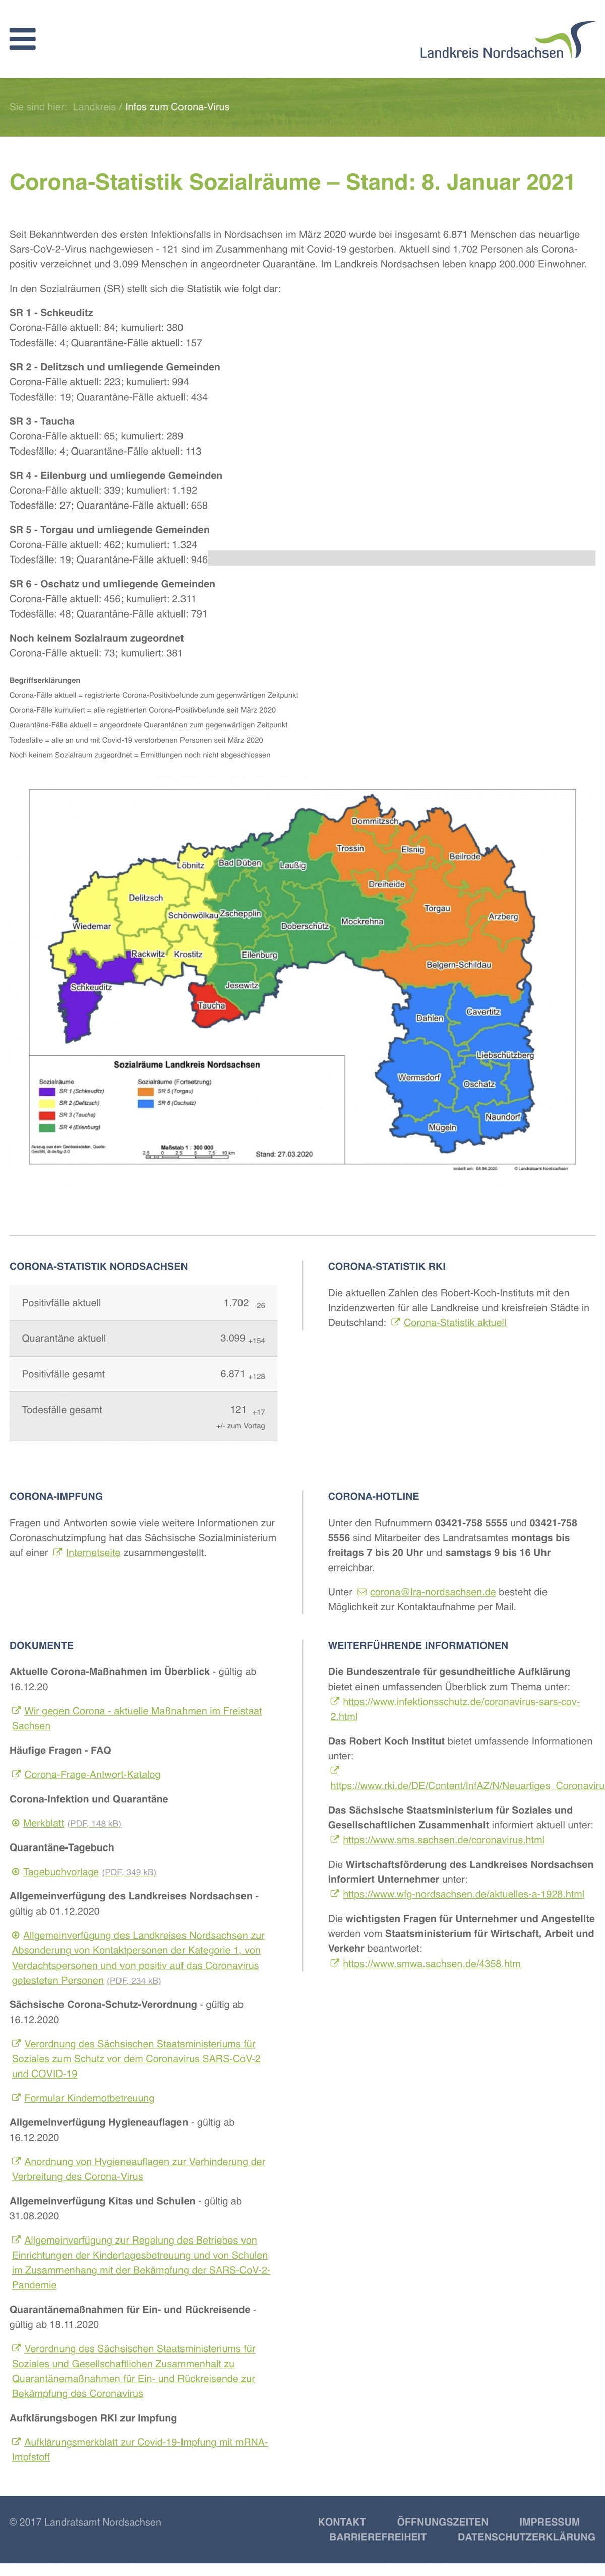 Landkreis Nordsachsen
Sie sind hier: Landkreis / Infos zum Corona-Virus
Corona-Statistik Sozialräume – Stand: 8. Januar 2021
Seit Bekanntwerden des ersten Infektionsfalls in Nordsachsen im März 2020 wurde bei insgesamt 6.871 Menschen das neuartige
Sars-CoV-2-Virus nachgewiesen - 121 sind im Zusammenhang mit Covid-19 gestorben. Aktuell sind 1.702 Personen als Corona-
positiv verzeichnet und 3.099 Menschen in angeordneter Quarantäne. Im Landkreis Nordsachsen leben knapp 200.000 Einwohner.
In den Sozialräumen (SR) stellt sich die Statistik wie folgt dar:
SR 1 - Schkeuditz
Corona-Fälle aktuell: 84; kumuliert: 380
Todesfälle: 4; Quarantäne-Fälle aktuell: 157
SR 2 - Delitzsch und umliegende Gemeinden
Corona-Fälle aktuell: 223; kumuliert: 994
Todesfälle: 19; Quarantäne-Fälle aktuell: 434
SR 3 - Taucha
Corona-Fälle aktuell: 65; kumuliert: 289
Todesfälle: 4; Quarantäne-Fälle aktuell: 113
SR 4 - Eilenburg und umliegende Gemeinden
Corona-Fälle aktuell: 339; kumuliert: 1.192
Todesfälle: 27; Quarantäne-Fälle aktuell: 658
SR 5 - Torgau und umliegende Gemeinden
Corona-Fälle aktuell: 462; kumuliert: 1.324
Todesfälle: 19; Quarantäne-Fälle aktuell: 946
SR 6 - Oschatz und umliegende Gemeinden
Corona-Fälle aktuell: 456; kumuliert: 2.311
Todesfälle: 48; Quarantäne-Fälle aktuell: 791
Noch keinem Sozialraum zugeordnet
Corona-Fälle aktuell: 73; kumuliert: 381
Begriffserklärungen
Corona-Fälle aktuell = registrierte Corona-Positivbefunde zum gegenwärtigen Zeitpunkt
Corona-Fälle kumuliert = alle registrierten Corona-Positivbefunde seit März 2020
Quarantäne-Fälle aktuell = angeordnete Quarantänen zum gegenwärtigen Zeitpunkt
Todesfälle = alle an und mit Covid-19 verstorbenen Personen seit März 2020
Noch keinem Sozialraum zugeordnet = Ermittlungen noch nicht abgeschlossen
Dommitzsch
Trossin
Elsnig
Beilrode
Löbnitz
Bad Düben
Laußig
Dreiheide
Delitzsch
Torgau
Schönwölkau
Zschepplin
Mockrehna
Arzberg
Wiedemar
Doberschütz
Rackwitz
Krostitz
Eilenburg
Belgern-Schildau
Schkeuditz
Jesewitz
Taucha
Dahlen
Cavertitz
Liebschützberg
Wermsdorf
Oschatz
Naundorf
Mügeln
Sozialräume Landkreis Nordsachsen
Sozialräume
SR 1 (Schkeuditz)
SR 2 (Delitzsch)
SR 3 (Taucha)
SR 4 (Eilenburg)
Sozialräume (Fortsetzung)
SR 5 (Torgau)
SR 6 (Oschatz)
Auszug aus den Geobasisdaten, Quelle:
GeoSN, dl-de/by-2-0
Maßstab 1 : 300 000
2,5 0 2,5 5 7,5 10 km
Stand: 27.03.2020
erstellt am: 08.04.2020 © Landratsamt Nordsachsen
CORONA-STATISTIK NORDSACHSEN
Positivfälle aktuell 1.702 -26
Quarantäne aktuell 3.099 +154
Positivfälle gesamt 6.871 +128
Todesfälle gesamt 121 +17
+/- zum Vortag
CORONA-STATISTIK RKI
Die aktuellen Zahlen des Robert-Koch-Instituts mit den
Inzidenzwerten für alle Landkreise und kreisfreien Städte in
Deutschland: Corona-Statistik aktuell
CORONA-IMPFUNG
Fragen und Antworten sowie viele weitere Informationen zur
Coronaschutzimpfung hat das Sächsische Sozialministerium
auf einer Internetseite zusammengestellt.
CORONA-HOTLINE
Unter den Rufnummern 03421-758 5555 und 03421-758
5556 sind Mitarbeiter des Landratsamtes montags bis
freitags 7 bis 20 Uhr und samstags 9 bis 16 Uhr
erreichbar.
Unter corona@lra-nordsachsen.de besteht die
Möglichkeit zur Kontaktaufnahme per Mail.
DOKUMENTE
Aktuelle Corona-Maßnahmen im Überblick - gültig ab
16.12.20
Wir gegen Corona - aktuelle Maßnahmen im Freistaat
Sachsen
Häufige Fragen - FAQ
Corona-Frage-Antwort-Katalog
Corona-Infektion und Quarantäne
Merkblatt (PDF, 148 kB)
Quarantäne-Tagebuch
Tagebuchvorlage (PDF, 349 kB)
Allgemeinverfügung des Landkreises Nordsachsen -
gültig ab 01.12.2020
Allgemeinverfügung des Landkreises Nordsachsen zur
Absonderung von Kontaktpersonen der Kategorie 1, von
Verdachtspersonen und von positiv auf das Coronavirus
getesteten Personen (PDF, 234 kB)
Sächsische Corona-Schutz-Verordnung - gültig ab
16.12.2020
Verordnung des Sächsischen Staatsministeriums für
Soziales zum Schutz vor dem Coronavirus SARS-CoV-2
und COVID-19
Formular Kindernotbetreuung
Allgemeinverfügung Hygieneauflagen - gültig ab
16.12.2020
Anordnung von Hygieneauflagen zur Verhinderung der
Verbreitung des Corona-Virus
Allgemeinverfügung Kitas und Schulen - gültig ab
31.08.2020
Allgemeinverfügung zur Regelung des Betriebes von
Einrichtungen der Kindertagesbetreuung und von Schulen
im Zusammenhang mit der Bekämpfung der SARS-CoV-2-
Pandemie
Quarantänemaßnahmen für Ein- und Rückreisende -
gültig ab 18.11.2020
Verordnung des Sächsischen Staatsministeriums für
Soziales und Gesellschaftlichen Zusammenhalt zu
Quarantänemaßnahmen für Ein- und Rückreisende zur
Bekämpfung des Coronavirus
Aufklärungsbogen RKI zur Impfung
Aufklärungsmerkblatt zur Covid-19-Impfung mit mRNA-
Impfstoff
WEITERFÜHRENDE INFORMATIONEN
Die Bundeszentrale für gesundheitliche Aufklärung
bietet einen umfassenden Überblick zum Thema unter:
https://www.infektionsschutz.de/coronavirus-sars-cov-
2.html
Das Robert Koch Institut bietet umfassende Informationen
unter:
https://www.rki.de/DE/Content/InfAZ/N/Neuartiges_Coronaviru
Das Sächsische Staatsministerium für Soziales und
Gesellschaftlichen Zusammenhalt informiert aktuell unter:
https://www.sms.sachsen.de/coronavirus.html
Die Wirtschaftsförderung des Landkreises Nordsachsen
informiert Unternehmer unter:
https://www.wfg-nordsachsen.de/aktuelles-a-1928.html
Die wichtigsten Fragen für Unternehmer und Angestellte
werden vom Staatsministerium für Wirtschaft, Arbeit und
Verkehr beantwortet:
https://www.smwa.sachsen.de/4358.htm
© 2017 Landratsamt Nordsachsen
KONTAKT ÖFFNUNGSZEITEN IMPRESSUM
BARRIEREFREIHEIT DATENSCHUTZERKLÄRUNG